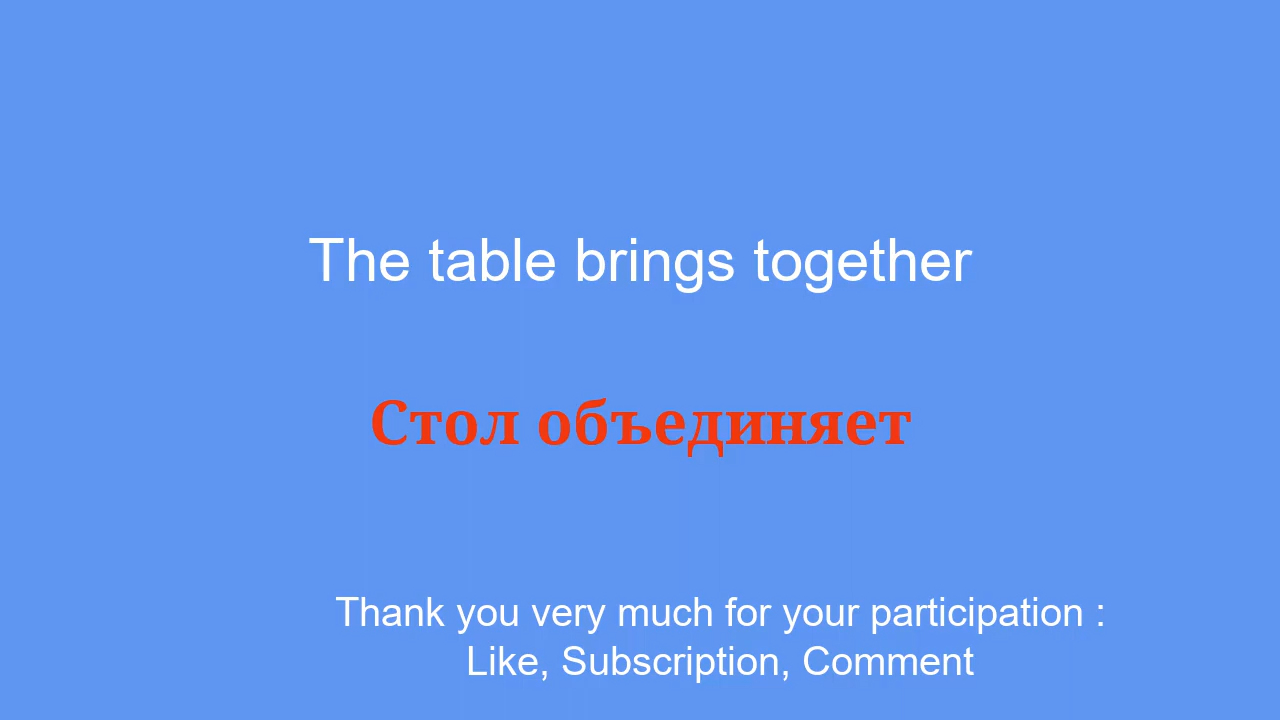 The table brings together
Стол объединяет
Thank you very much for your participation :
Like, Subscription, Comment